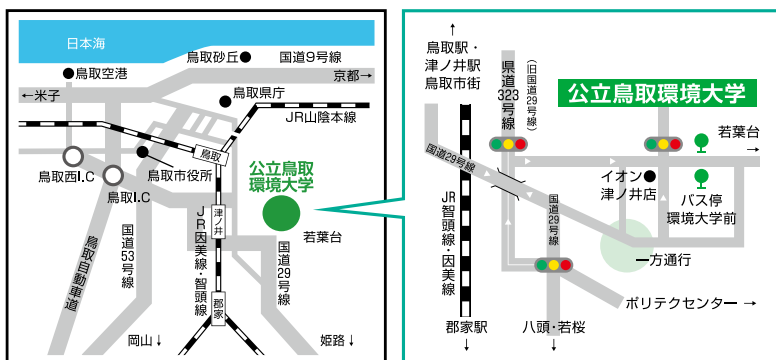 日本海
鳥取砂丘
国道9号線
鳥取空港
京都→
←米子
鳥取県庁
JR山陰本線
鳥取
鳥取西I.C
鳥取市役所
鳥取I.C
公立鳥取
環境大学
津ノ井
若葉台
鳥取自動車道
国道53号線
JR因美線・智頭線
国道29号線
郡家
岡山↓
姫路↓
↑
鳥取駅・
津ノ井駅
鳥取市街
↑
県道323号線
(旧国道29号線)
公立鳥取環境大学
若葉台
→
国道29号線
イオン
津ノ井店
バス停
環境大学前
JR智頭線・因美線
国道29号線
一方通行
ポリテクセンター →
郡家駅
↓
八頭・若桜
↓